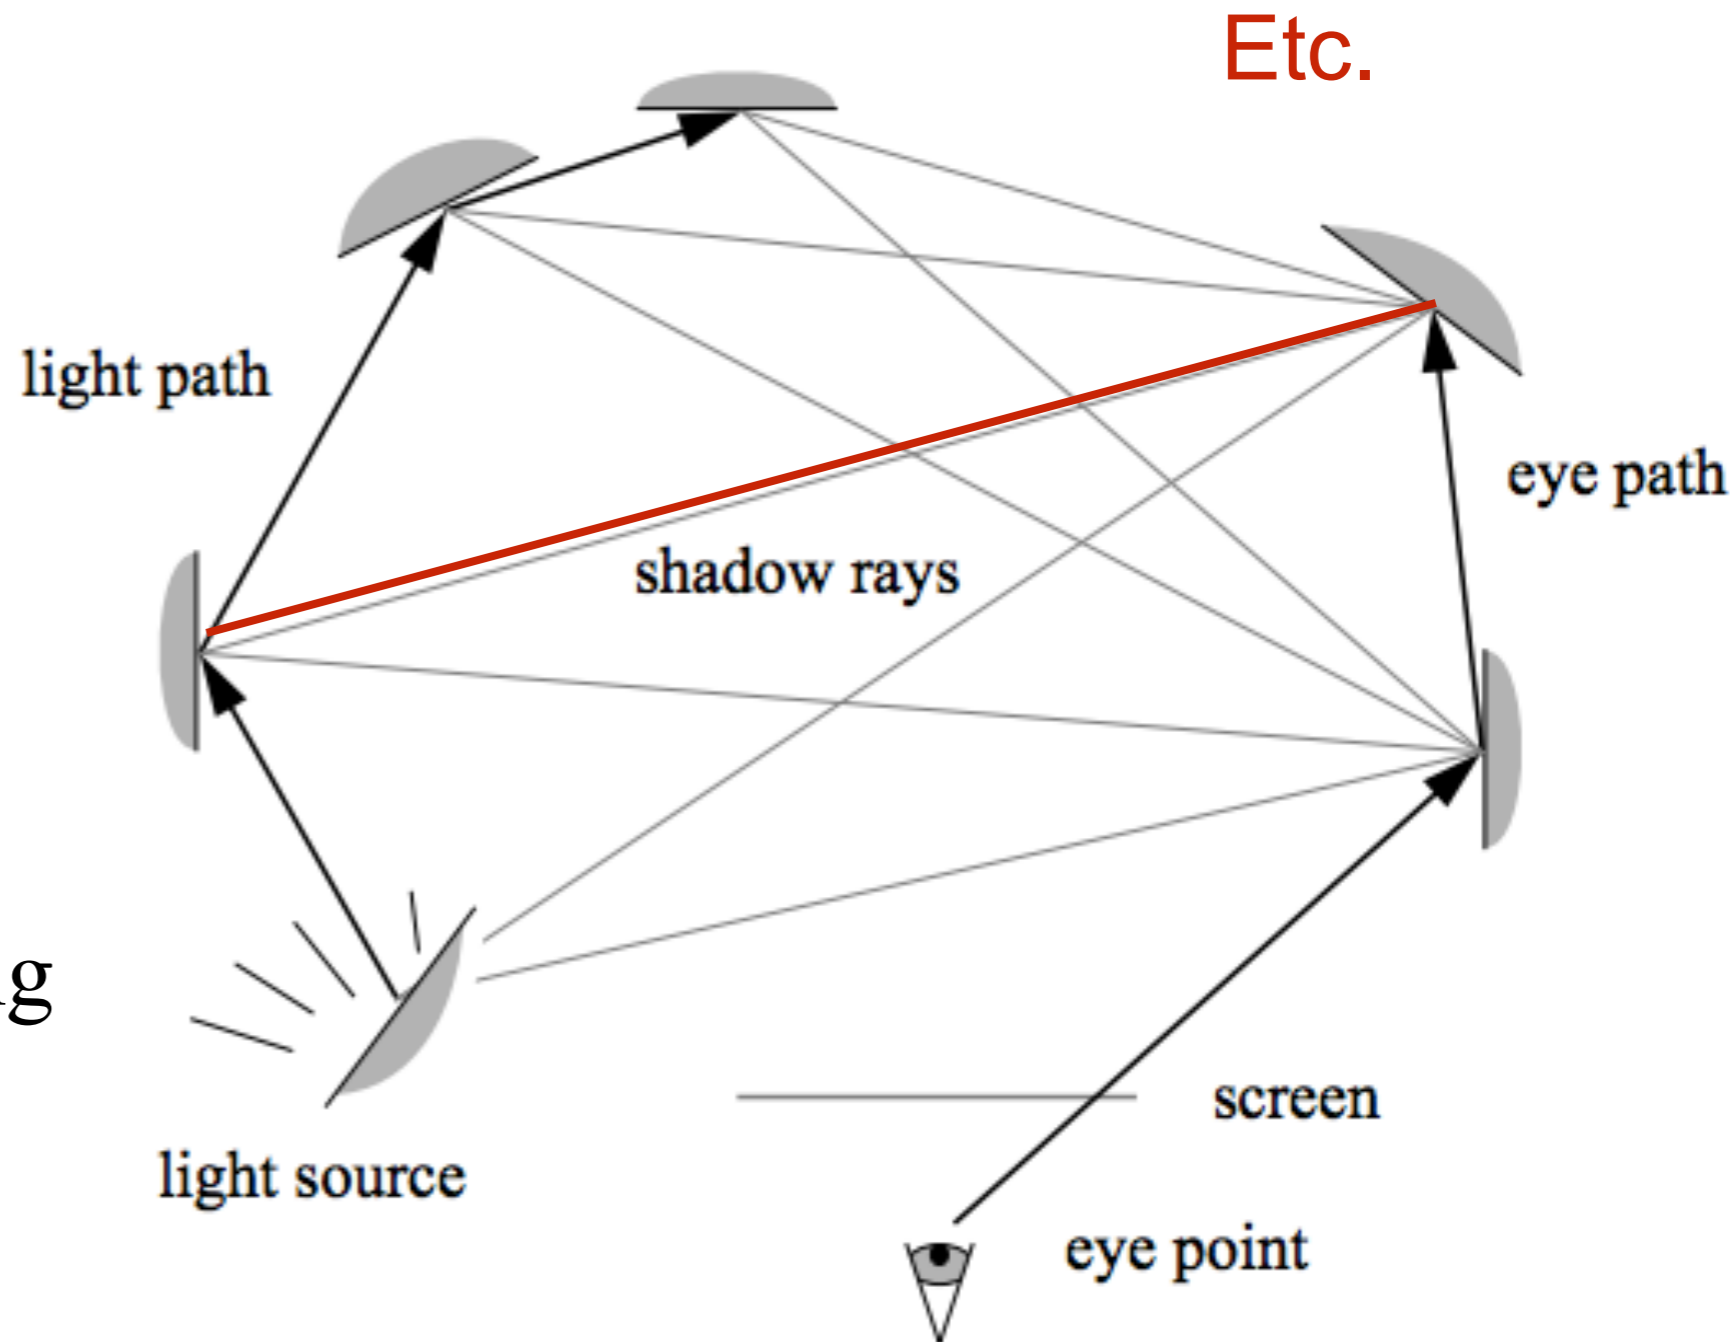 Etc.
light path
eye path
shadow rays
screen
light source
eye point